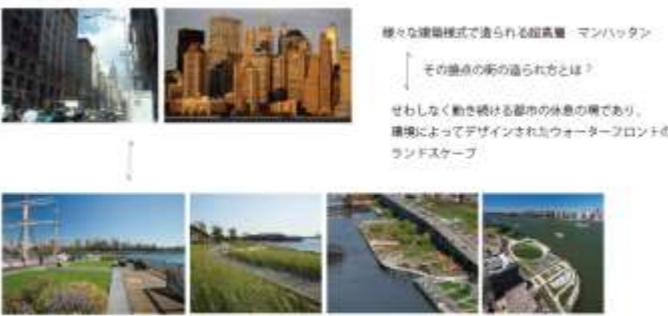 様々な建築様式で造られる超高層　マンハッタン
その接点の街の造られ方とは？
せわしなく動き続ける都市の休息の場であり、
環境によってデザインされたウォーターフロントの
ランドスケープ